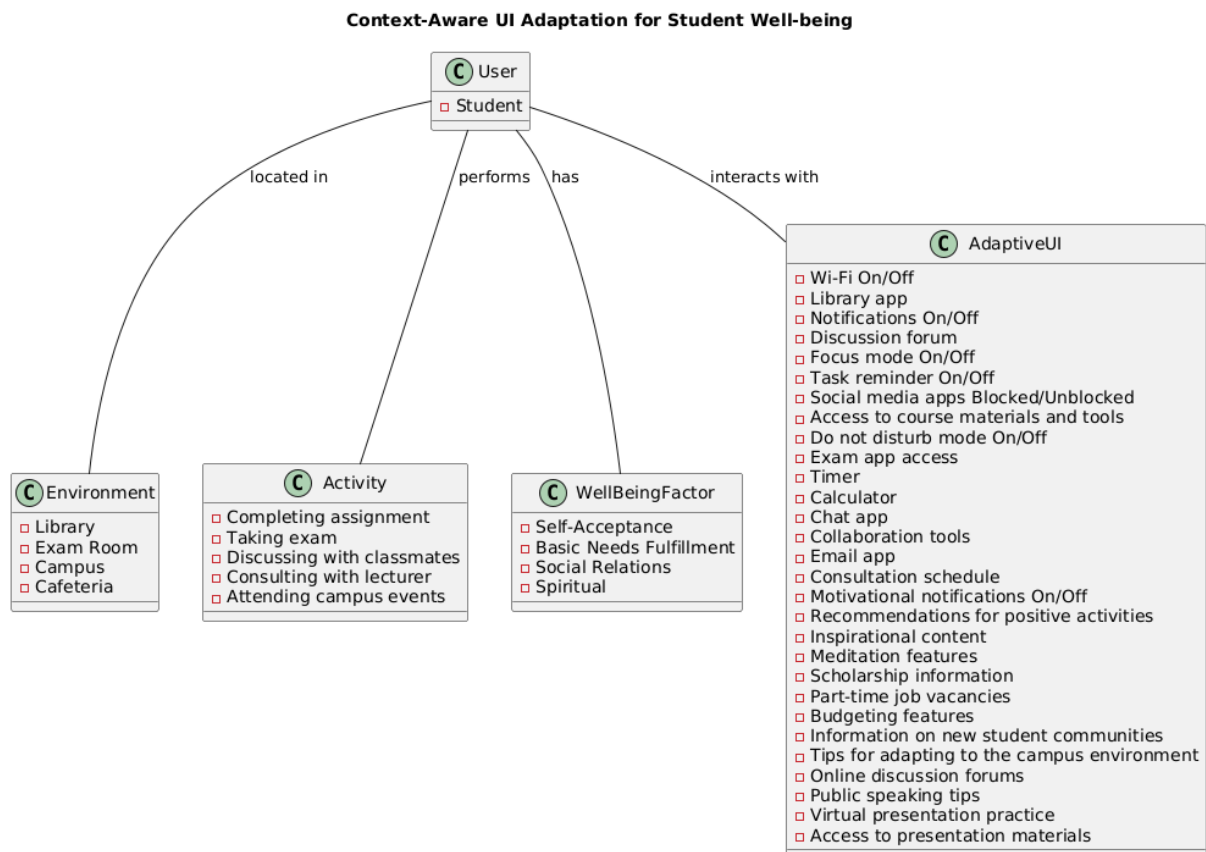 Context-Aware UI Adaptation for Student Well-being
C User
Student
located in
performs
has
interacts with
C AdaptiveUI
Wi-Fi On/Off
Library app
Notifications On/Off
Discussion forum
Focus mode On/Off
Task reminder On/Off
Social media apps Blocked/Unblocked
Access to course materials and tools
Do not disturb mode On/Off
Exam app access
Timer
Calculator
Chat app
Collaboration tools
Email app
Consultation schedule
Motivational notifications On/Off
Recommendations for positive activities
Inspirational content
Meditation features
Scholarship information
Part-time job vacancies
Budgeting features
Information on new student communities
Tips for adapting to the campus environment
Online discussion forums
Public speaking tips
Virtual presentation practice
Access to presentation materials
C Environment
Library
Exam Room
Campus
Cafeteria
C Activity
Completing assignment
Taking exam
Discussing with classmates
Consulting with lecturer
Attending campus events
C WellBeingFactor
Self-Acceptance
Basic Needs Fulfillment
Social Relations
Spiritual